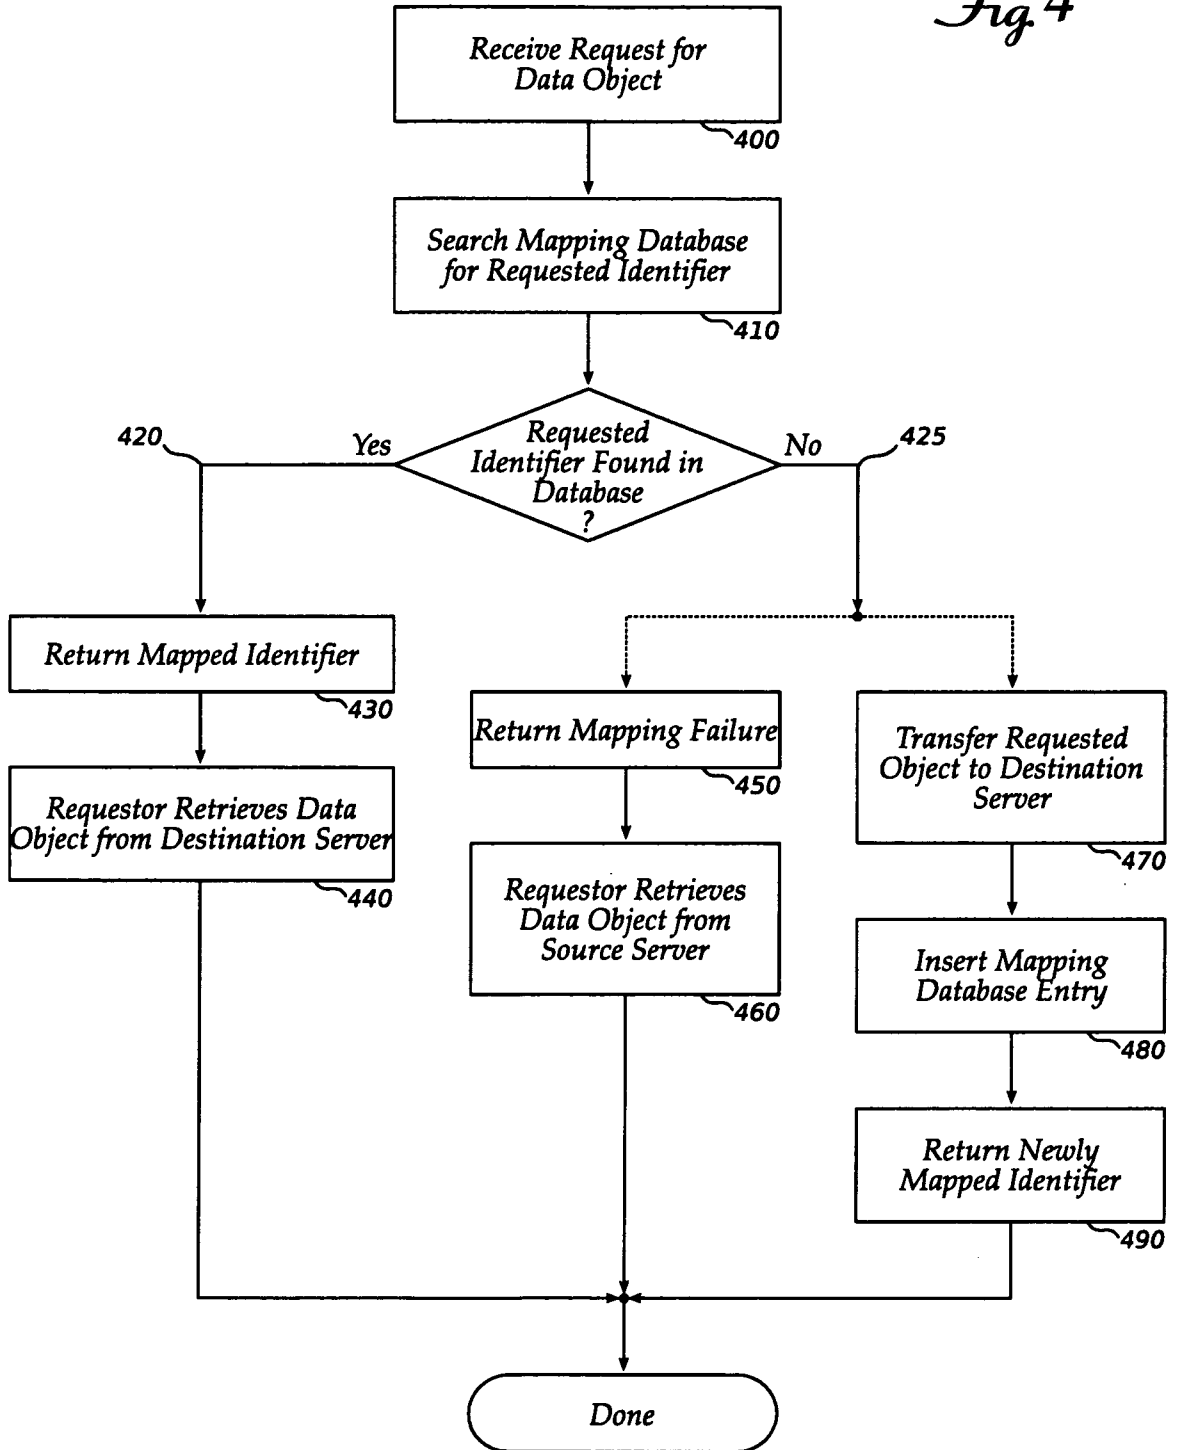 Fig. 4
Receive Request for
Data Object
400
Search Mapping Database
for Requested Identifier
410
420
Yes
Requested
Identifier Found in
Database
?
No
425
Return Mapped Identifier
430
Requestor Retrieves Data
Object from Destination Server
440
Return Mapping Failure
450
Requestor Retrieves
Data Object from
Source Server
460
Transfer Requested
Object to Destination
Server
470
Insert Mapping
Database Entry
480
Return Newly
Mapped Identifier
490
Done